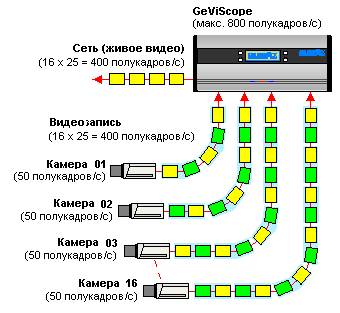 GeViScope
(макс. 800 полукадров/с)
Сеть (живое видео)
(16 x 25 = 400 полукадров/с)
Видеозапись
(16 x 25 = 400 полукадров/с)
Камера 01
(50 полукадров/с)
Камера 02
(50 полукадров/с)
Камера 03
(50 полукадров/с)
Камера 16
(50 полукадров/с)